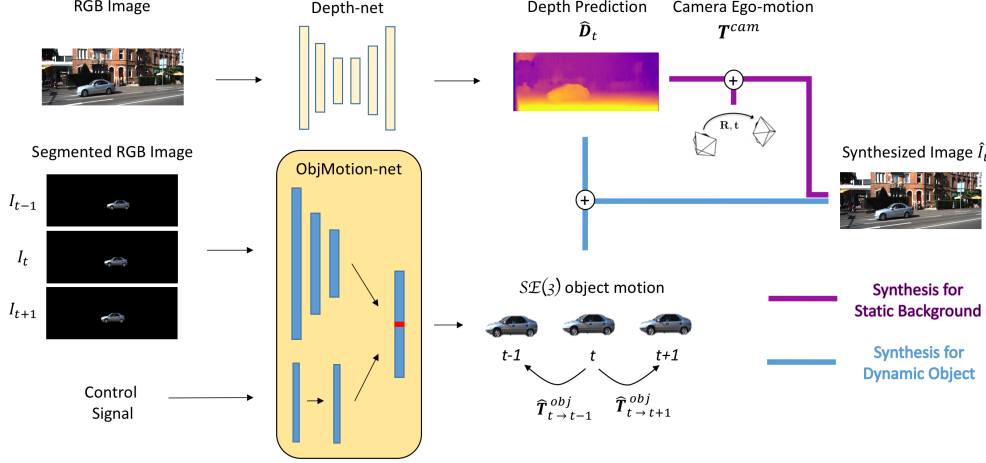 RGB Image
Depth-net
Depth Prediction
D̂_t
Camera Ego-motion
T^{cam}
R, t
Segmented RGB Image
I_{t-1}
I_t
I_{t+1}
ObjMotion-net
Synthesized Image Î_t
SE(3) object motion
t-1 t t+1
T̂^{obj}_{t→t-1} T̂^{obj}_{t→t+1}
Control
Signal
Synthesis for
Static Background
Synthesis for
Dynamic Object